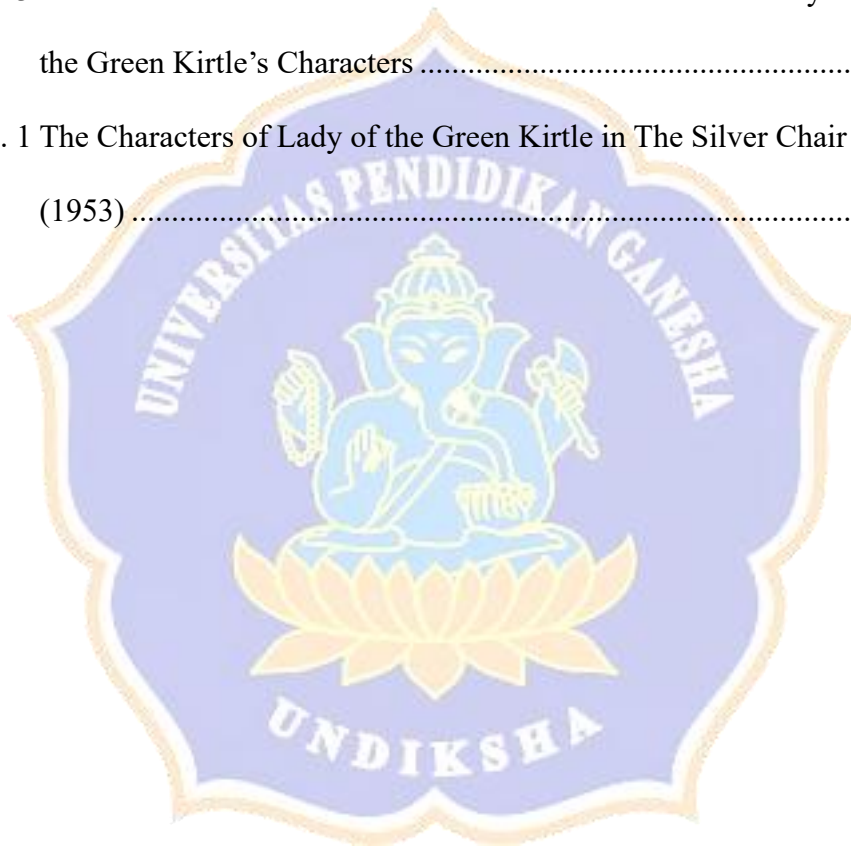 the Green Kirtle’s Characters ........................................................
. 1 The Characters of Lady of the Green Kirtle in The Silver Chair
(1953) ...........................................................................................
UNIVERSITAS PENDIDIKAN GANESHA
UNDIKSHA